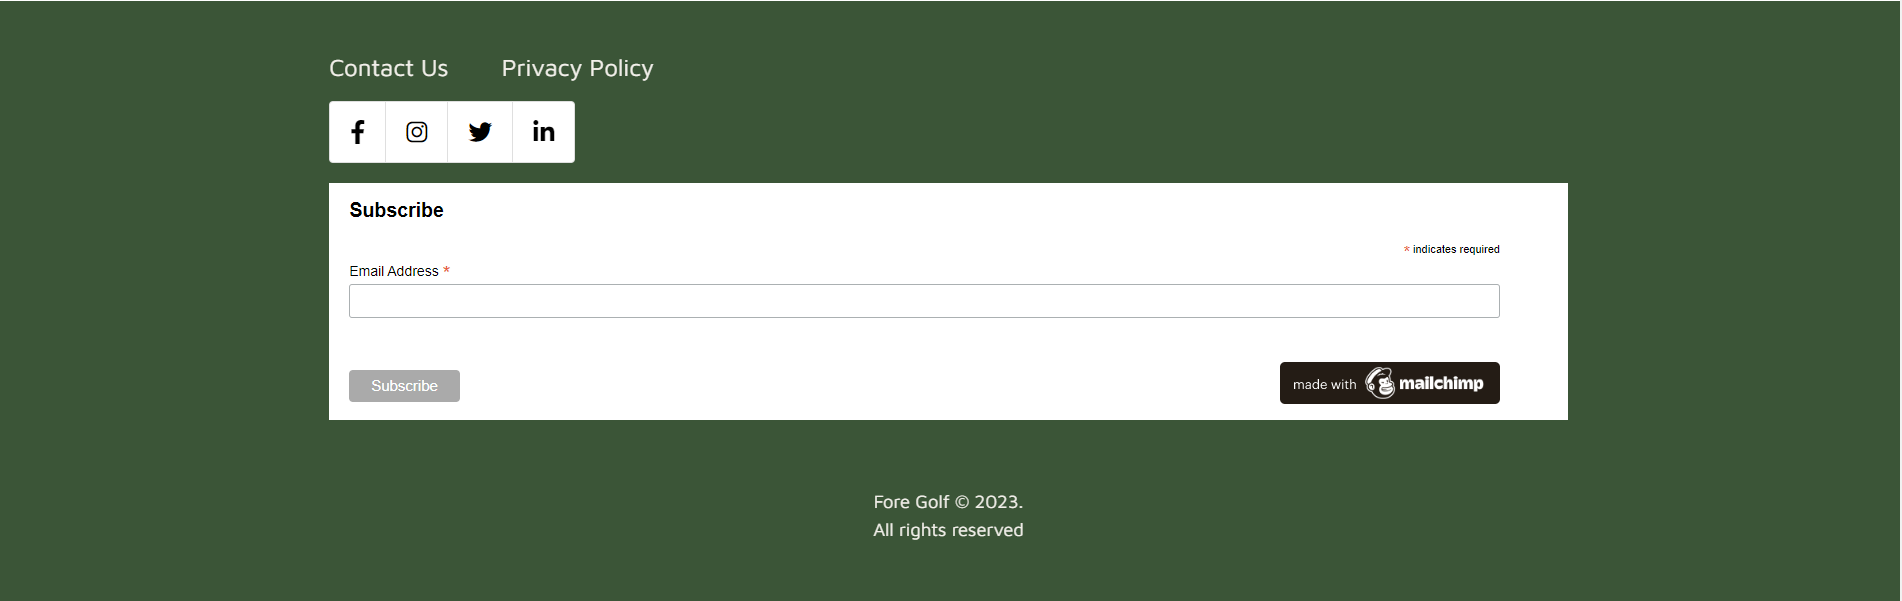 Contact Us Privacy Policy
Subscribe
* indicates required
Email Address *
Subscribe
made with mailchimp
Fore Golf © 2023.
All rights reserved